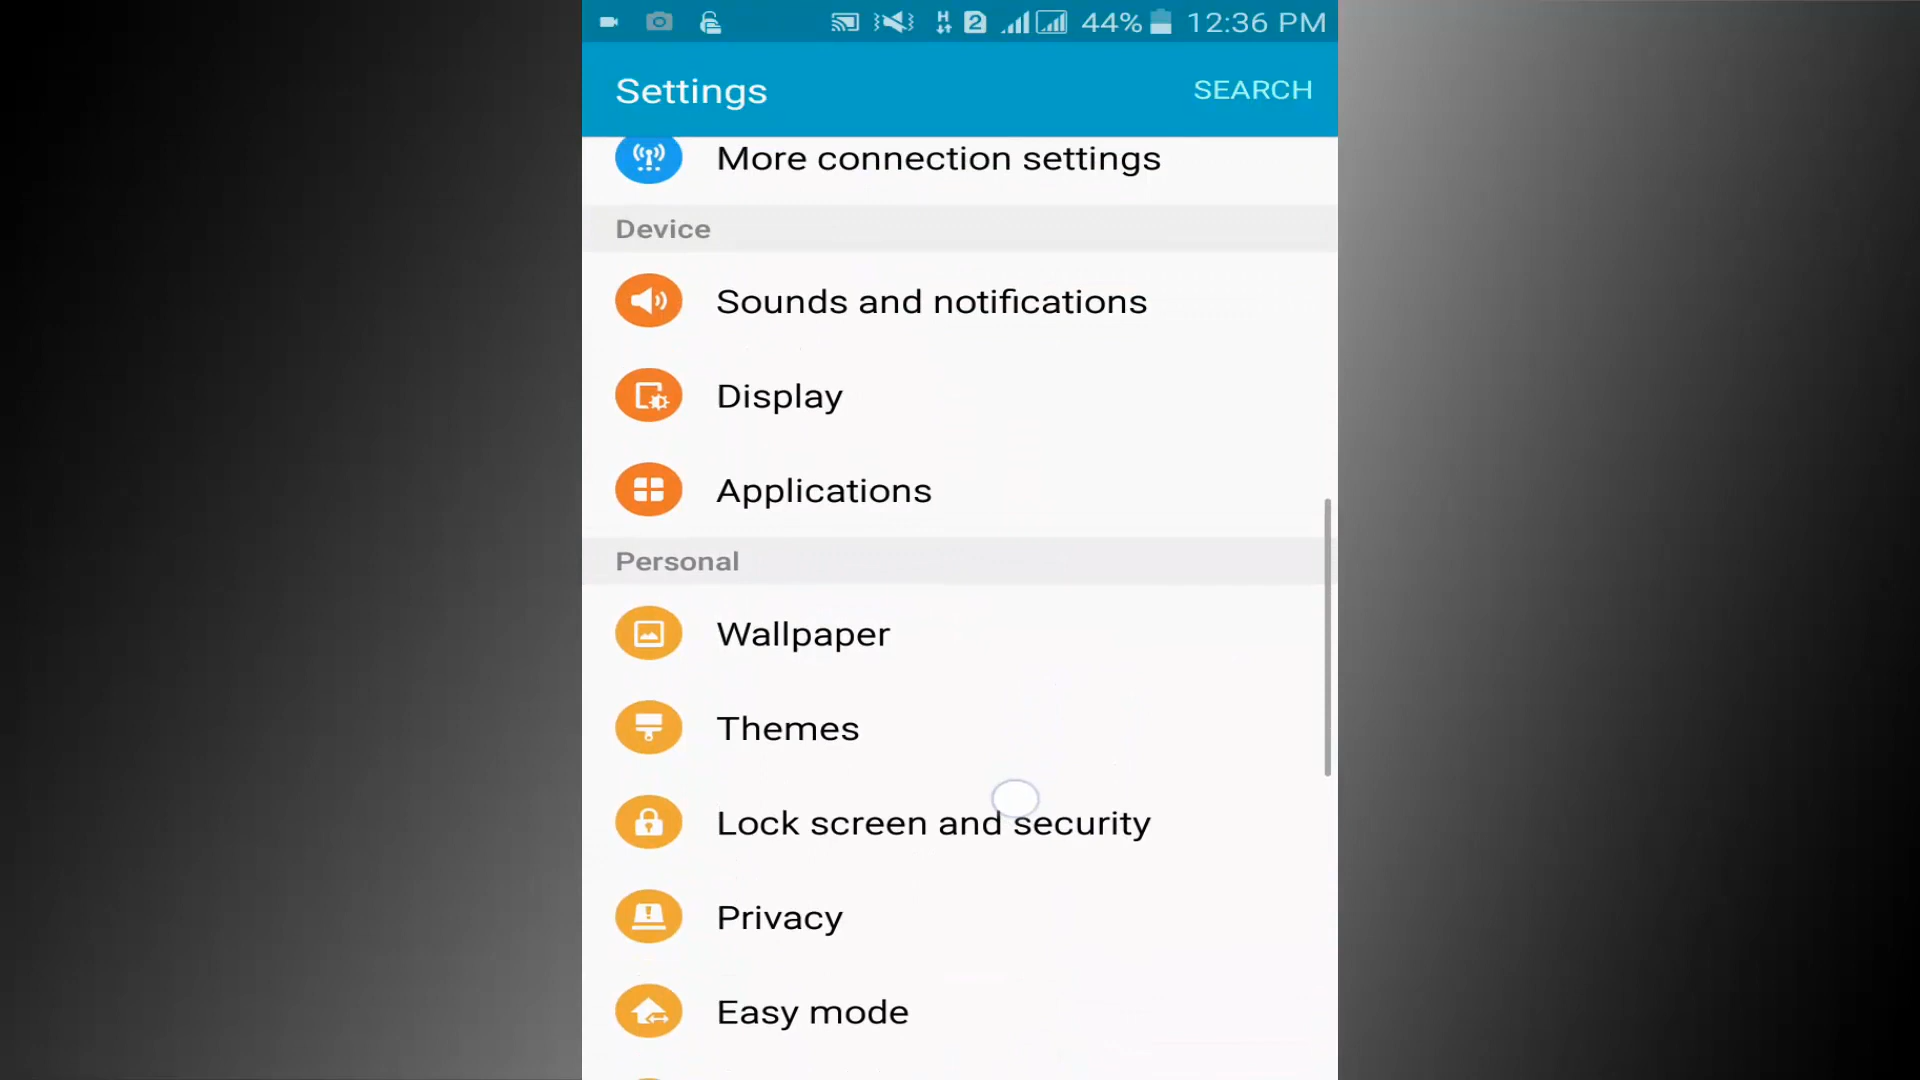 H 2 44% 12:36 PM
Settings SEARCH
More connection settings
Device
Sounds and notifications
Display
Applications
Personal
Wallpaper
Themes
Lock screen and security
Privacy
Easy mode